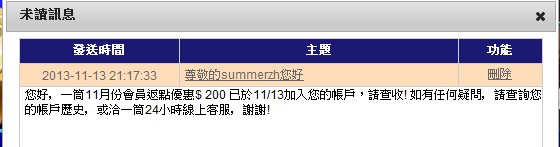 未讀訊息
發送時間 主題 功能
2013-11-13 21:17:33 尊敬的summerzh您好 刪除
您好，一筒11月份會員返點優惠$ 200 已於11/13加入您的帳戶，請查收! 如有任何疑問，請查詢您
的帳戶歷史，或洽一筒24小時線上客服，謝謝!